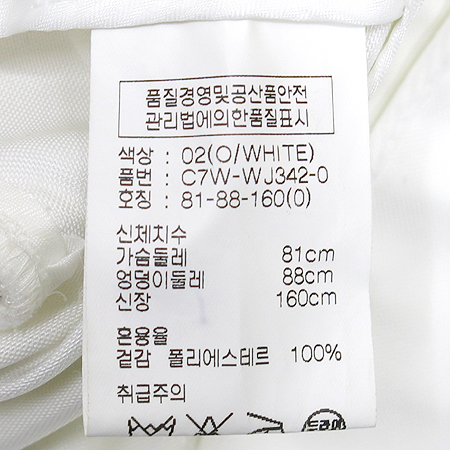 품질경영및공산품안전
관리법에의한품질표시
색상 : 02(O/WHITE)
품번 : C7W-WJ342-0
호칭 : 81-88-160(0)
신체치수
가슴둘레 81cm
엉덩이둘레 88cm
신장 160cm
혼용율
겉감 폴리에스테르 100%
취급주의